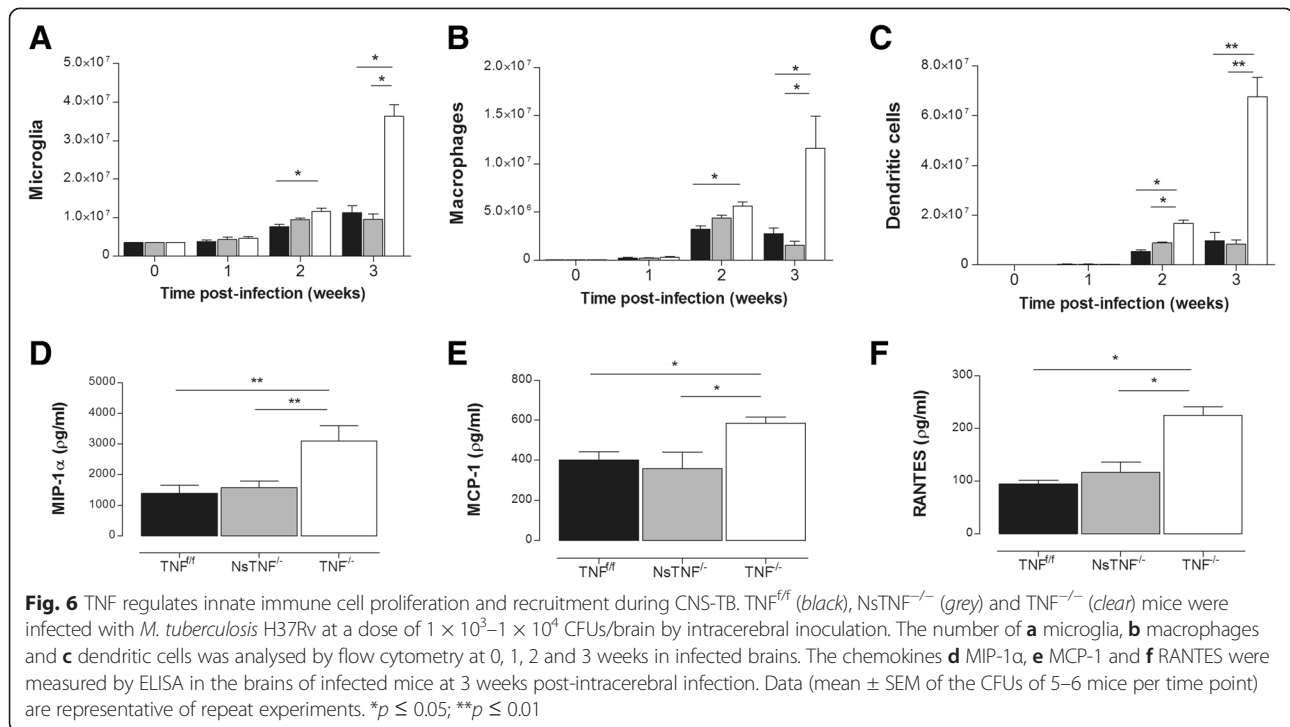 A
B
C
* *
*
Microglia
5.0×10⁷
4.0×10⁷
3.0×10⁷
2.0×10⁷
1.0×10⁷
0
0 1 2 3
Time post-infection (weeks)
* *
*
Macrophages
2.0×10⁷
1.5×10⁷
1.0×10⁷
5.0×10⁶
0
0 1 2 3
Time post-infection (weeks)
** **
* *
Dendritic cells
8.0×10⁷
6.0×10⁷
4.0×10⁷
2.0×10⁷
0
0 1 2 3
Time post-infection (weeks)
D
** **
MIP-1α (ρg/ml)
5000
4000
3000
2000
1000
0
TNF^f/f NsTNF^/- TNF^/-
E
* *
MCP-1 (ρg/ml)
800
600
400
200
0
TNF^f/f NsTNF^/- TNF^/-
F
* *
RANTES (ρg/ml)
300
200
100
0
TNF^f/f NsTNF^/- TNF^/-
Fig. 6 TNF regulates innate immune cell proliferation and recruitment during CNS-TB. TNF^f/f (black), NsTNF^−/− (grey) and TNF^−/− (clear) mice were
infected with M. tuberculosis H37Rv at a dose of 1 × 10³–1 × 10⁴ CFUs/brain by intracerebral inoculation. The number of a microglia, b macrophages
and c dendritic cells was analysed by flow cytometry at 0, 1, 2 and 3 weeks in infected brains. The chemokines d MIP-1α, e MCP-1 and f RANTES were
measured by ELISA in the brains of infected mice at 3 weeks post-intracerebral infection. Data (mean ± SEM of the CFUs of 5–6 mice per time point)
are representative of repeat experiments. *p ≤ 0.05; **p ≤ 0.01